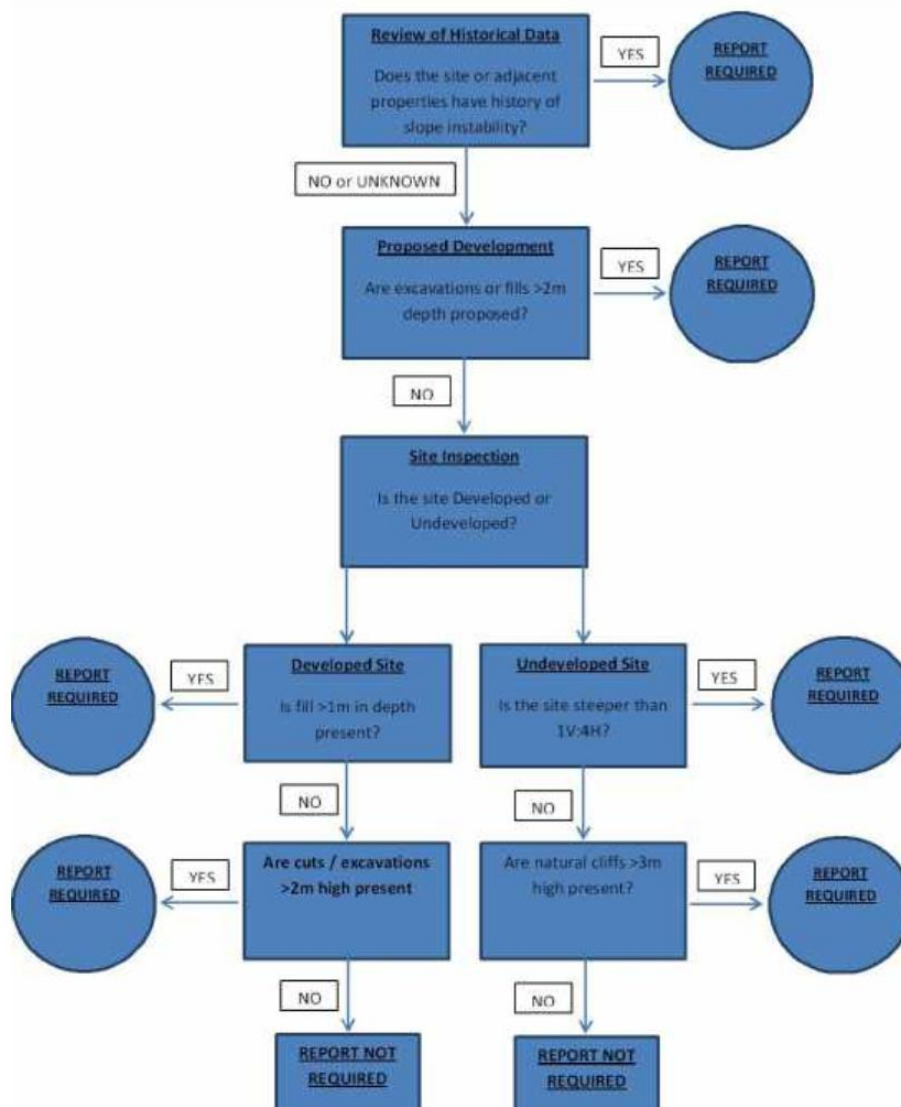 Review of Historical Data
Does the site or adjacent
properties have history of
slope instability?
YES
REPORT
REQUIRED
NO or UNKNOWN
Proposed Development
Are excavations or fills >2m
depth proposed?
YES
REPORT
REQUIRED
NO
Site Inspection
Is the site Developed or
Undeveloped?
REPORT
REQUIRED
YES
Developed Site
Is fill >1m in depth
present?
Undeveloped Site
Is the site steeper than
1V:4H?
YES
REPORT
REQUIRED
NO
NO
REPORT
REQUIRED
YES
Are cuts / excavations
>2m high present
Are natural cliffs >3m
high present?
YES
REPORT
REQUIRED
NO
NO
REPORT NOT
REQUIRED
REPORT NOT
REQUIRED